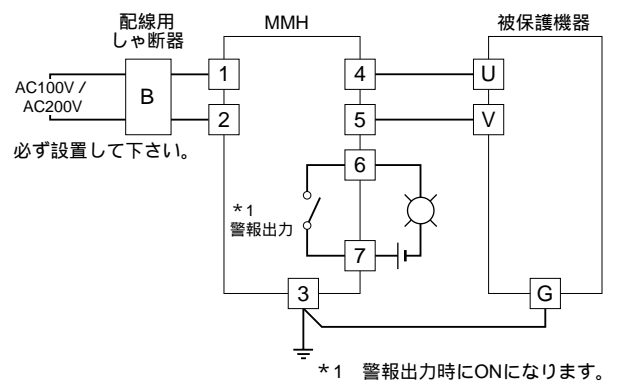 配線用
しゃ断器
MMH
被保護機器
AC100V /
AC200V
B
1
2
4
5
U
V
必ず設置して下さい。
6
*1
警報出力
7
3
G
*1 警報出力時にONになります。